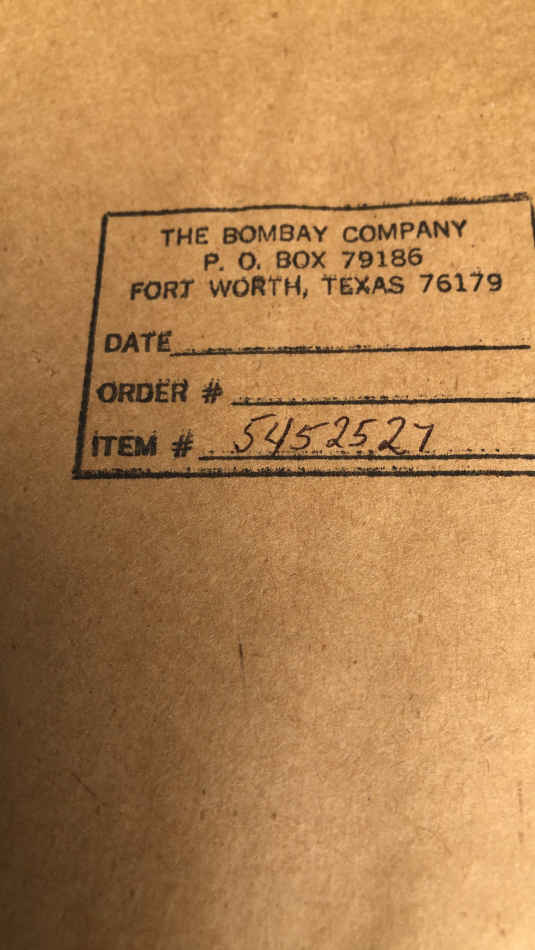 THE BOMBAY COMPANY
P. O. BOX 79186
FORT WORTH, TEXAS 76179
DATE
ORDER #
ITEM # 5452527